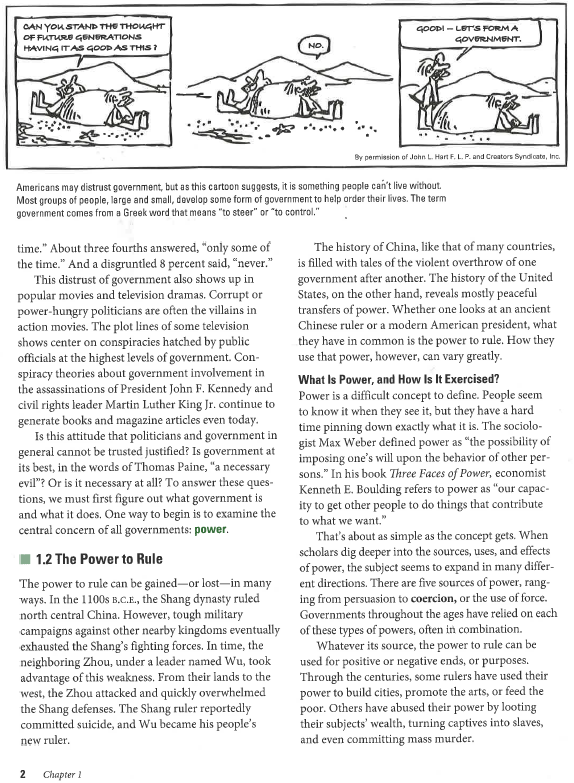 CAN YOU STAND THE THOUGHT
OF FUTURE GENERATIONS
HAVING IT AS GOOD AS THIS?
NO.
GOOD! – LET'S FORM A
GOVERNMENT.
By permission of John L. Hart F. L. P. and Creators Syndicate, Inc.
Americans may distrust government, but as this cartoon suggests, it is something people can't live without.
Most groups of people, large and small, develop some form of government to help order their lives. The term
government comes from a Greek word that means "to steer" or "to control."
time." About three fourths answered, "only some of
the time." And a disgruntled 8 percent said, "never."
This distrust of government also shows up in
popular movies and television dramas. Corrupt or
power-hungry politicians are often the villains in
action movies. The plot lines of some television
shows center on conspiracies hatched by public
officials at the highest levels of government. Con-
spiracy theories about government involvement in
the assassinations of President John F. Kennedy and
civil rights leader Martin Luther King Jr. continue to
generate books and magazine articles even today.
Is this attitude that politicians and government in
general cannot be trusted justified? Is government at
its best, in the words of Thomas Paine, "a necessary
evil"? Or is it necessary at all? To answer these ques-
tions, we must first figure out what government is
and what it does. One way to begin is to examine the
central concern of all governments: power.
1.2 The Power to Rule
The power to rule can be gained—or lost—in many
ways. In the 1100s B.C.E., the Shang dynasty ruled
north central China. However, tough military
campaigns against other nearby kingdoms eventually
exhausted the Shang's fighting forces. In time, the
neighboring Zhou, under a leader named Wu, took
advantage of this weakness. From their lands to the
west, the Zhou attacked and quickly overwhelmed
the Shang defenses. The Shang ruler reportedly
committed suicide, and Wu became his people's
new ruler.
The history of China, like that of many countries,
is filled with tales of the violent overthrow of one
government after another. The history of the United
States, on the other hand, reveals mostly peaceful
transfers of power. Whether one looks at an ancient
Chinese ruler or a modern American president, what
they have in common is the power to rule. How they
use that power, however, can vary greatly.
What Is Power, and How Is It Exercised?
Power is a difficult concept to define. People seem
to know it when they see it, but they have a hard
time pinning down exactly what it is. The sociolo-
gist Max Weber defined power as "the possibility of
imposing one's will upon the behavior of other per-
sons." In his book Three Faces of Power, economist
Kenneth E. Boulding refers to power as "our capac-
ity to get other people to do things that contribute
to what we want."
That's about as simple as the concept gets. When
scholars dig deeper into the sources, uses, and effects
of power, the subject seems to expand in many differ-
ent directions. There are five sources of power, rang-
ing from persuasion to coercion, or the use of force.
Governments throughout the ages have relied on each
of these types of powers, often in combination.
Whatever its source, the power to rule can be
used for positive or negative ends, or purposes.
Through the centuries, some rulers have used their
power to build cities, promote the arts, or feed the
poor. Others have abused their power by looting
their subjects' wealth, turning captives into slaves,
and even committing mass murder.
2 Chapter 1